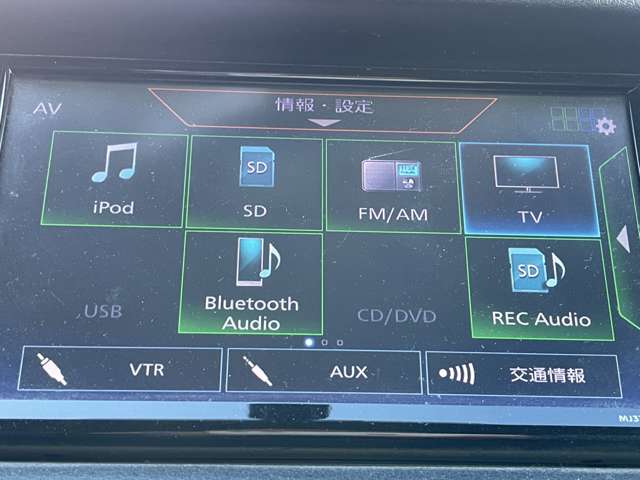 AV
情報・設定
SD
iPod
SD
FM/AM
TV
SD
USB
Bluetooth
Audio
CD/DVD
REC Audio
VTR
AUX
交通情報